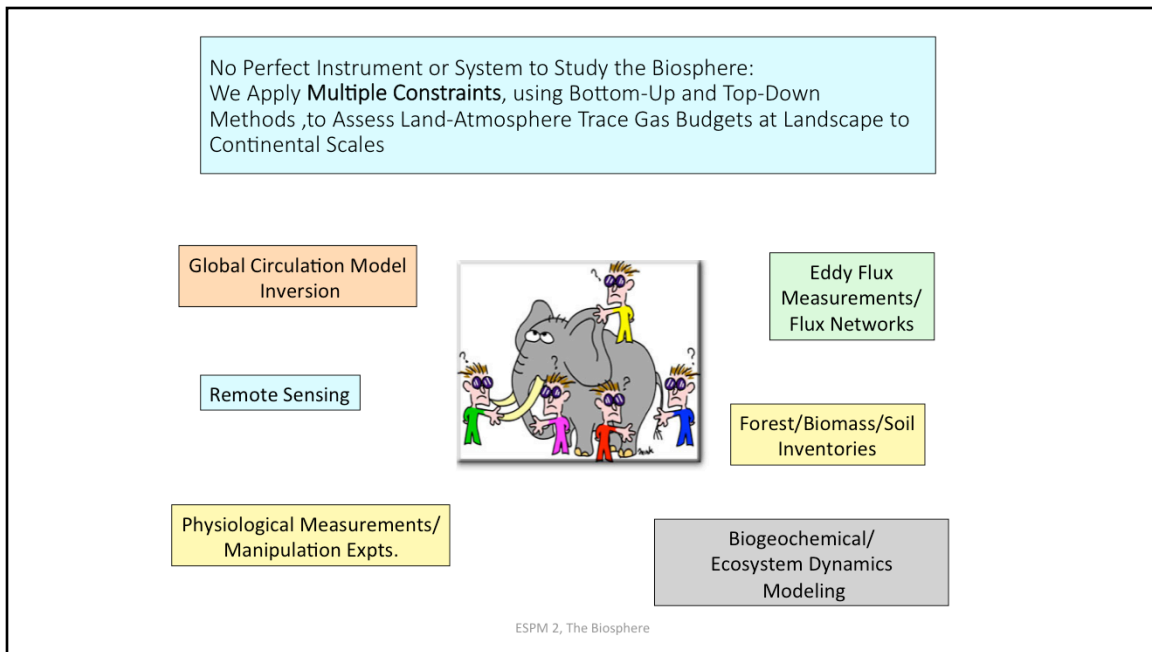 No Perfect Instrument or System to Study the Biosphere:
We Apply Multiple Constraints, using Bottom-Up and Top-Down
Methods ,to Assess Land-Atmosphere Trace Gas Budgets at Landscape to
Continental Scales
Global Circulation Model
Inversion
Eddy Flux
Measurements/
Flux Networks
?
?
?
?
?
Remote Sensing
Forest/Biomass/Soil
Inventories
Physiological Measurements/
Manipulation Expts.
Biogeochemical/
Ecosystem Dynamics
Modeling
ESPM 2, The Biosphere